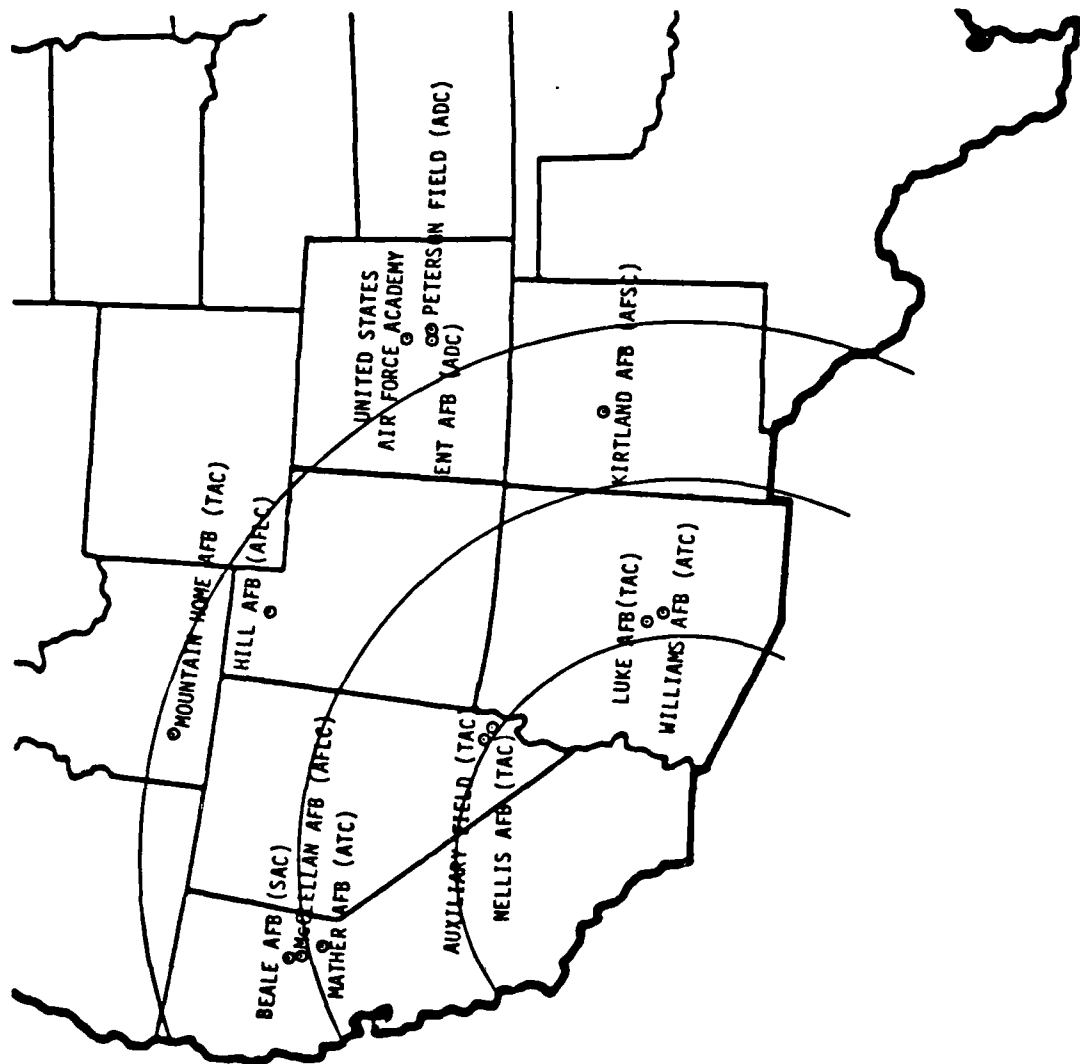 MOUNTAIN HOME AFB (TAC)
HILL AFB (AFLC)
UNITED STATES
AIR FORCE ACADEMY
PETERSON FIELD (ADC)
ENT AFB (ADC)
BEALE AFB (SAC)
McCLELLAN AFB (AFLC)
MATHER AFB (ATC)
AUXILIARY FIELD (TAC
NELLIS AFB (TAC)
KIRTLAND AFB (AFSC)
LUKE AFB(TAC)
WILLIAMS AFB (ATC)